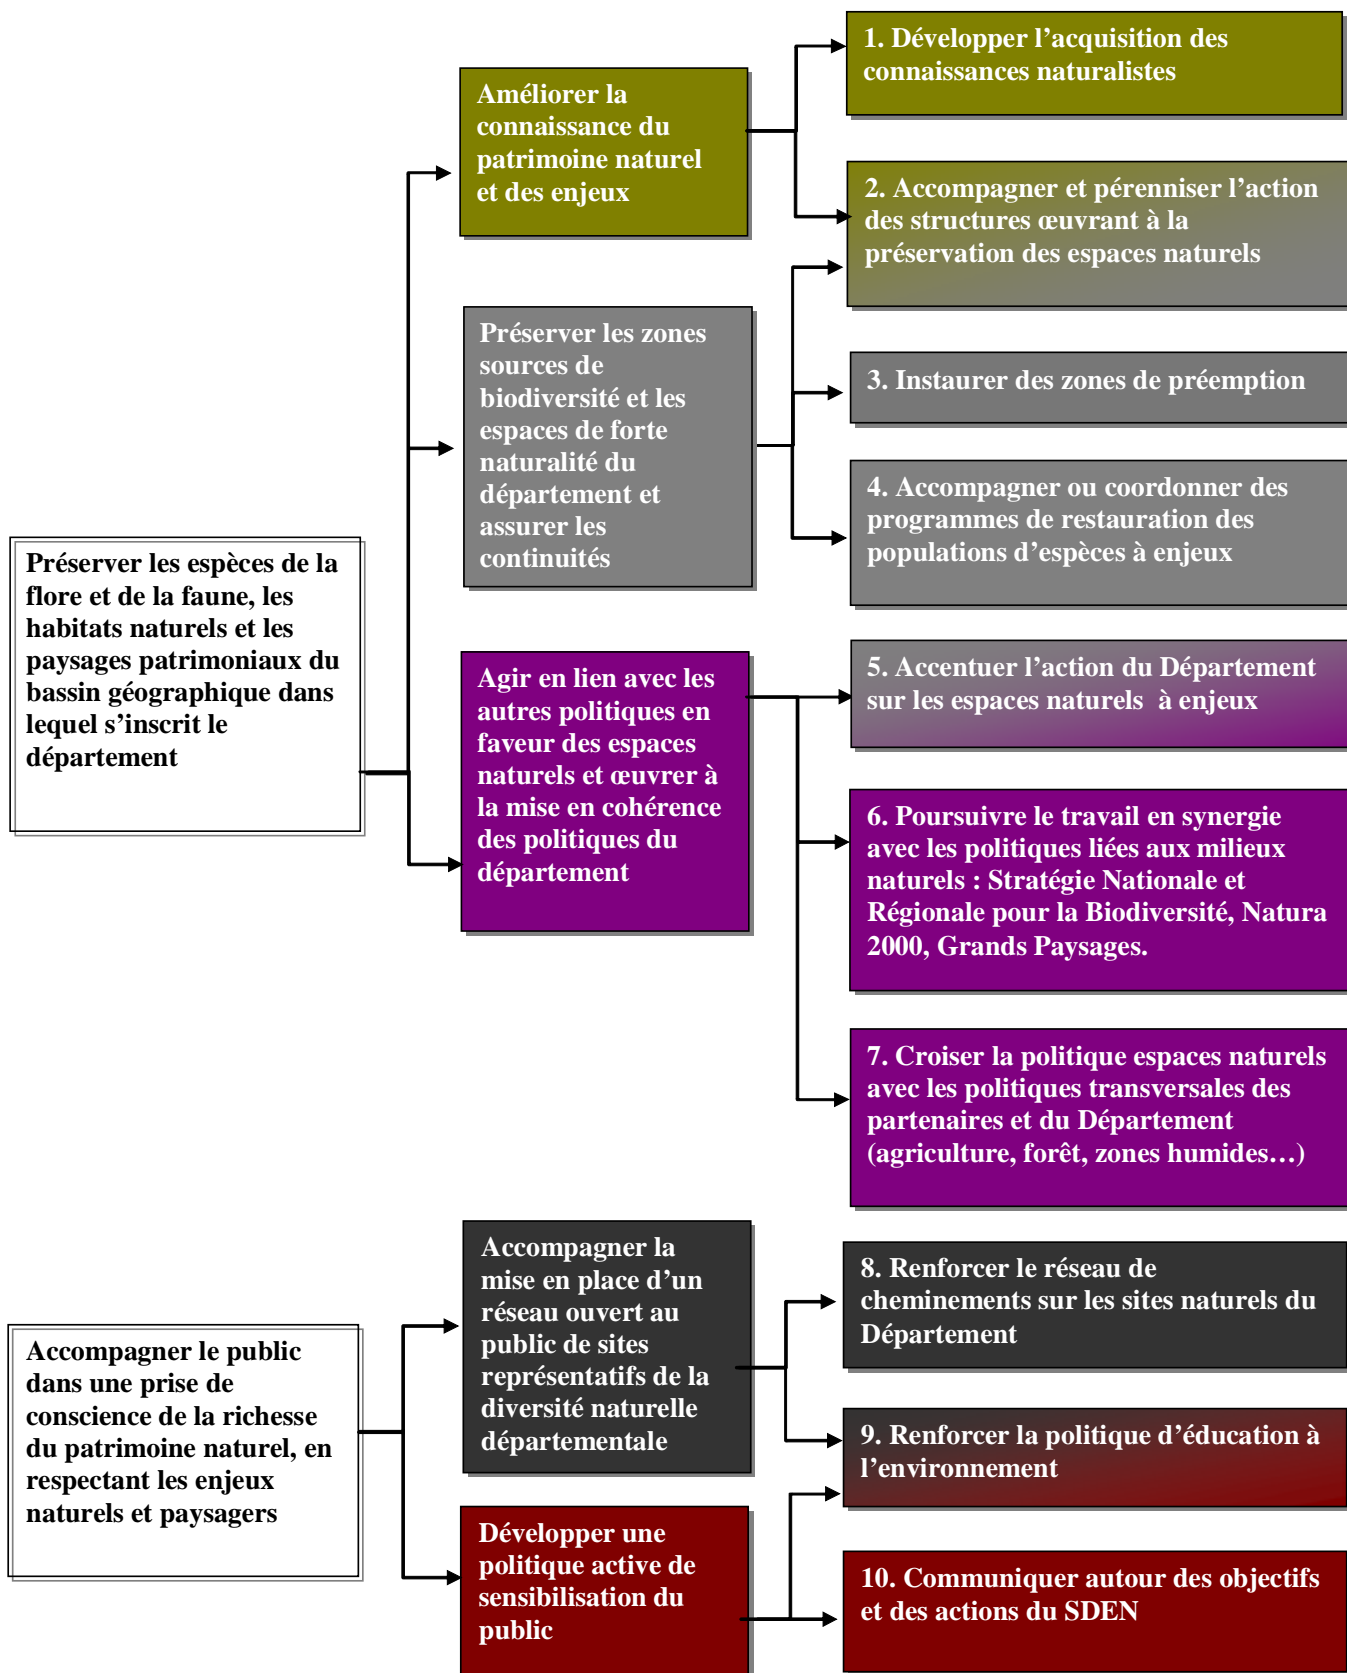 1. Développer l’acquisition des
connaissances naturalistes
Améliorer la
connaissance du
patrimoine naturel
et des enjeux
2. Accompagner et pérenniser l’action
des structures œuvrant à la
préservation des espaces naturels
Préserver les zones
sources de
biodiversité et les
espaces de forte
naturalité du
département et
assurer les
continuités
3. Instaurer des zones de préemption
4. Accompagner ou coordonner des
programmes de restauration des
populations d’espèces à enjeux
Préserver les espèces de la
flore et de la faune, les
habitats naturels et les
paysages patrimoniaux du
bassin géographique dans
lequel s’inscrit le
département
Agir en lien avec les
autres politiques en
faveur des espaces
naturels et œuvrer à
la mise en cohérence
des politiques du
département
5. Accentuer l’action du Département
sur les espaces naturels à enjeux
6. Poursuivre le travail en synergie
avec les politiques liées aux milieux
naturels : Stratégie Nationale et
Régionale pour la Biodiversité, Natura
2000, Grands Paysages.
7. Croiser la politique espaces naturels
avec les politiques transversales des
partenaires et du Département
(agriculture, forêt, zones humides…)
Accompagner la
mise en place d’un
réseau ouvert au
public de sites
représentatifs de la
diversité naturelle
départementale
8. Renforcer le réseau de
cheminements sur les sites naturels du
Département
Accompagner le public
dans une prise de
conscience de la richesse
du patrimoine naturel, en
respectant les enjeux
naturels et paysagers
9. Renforcer la politique d’éducation à
l’environnement
Développer une
politique active de
sensibilisation du
public
10. Communiquer autour des objectifs
et des actions du SDEN